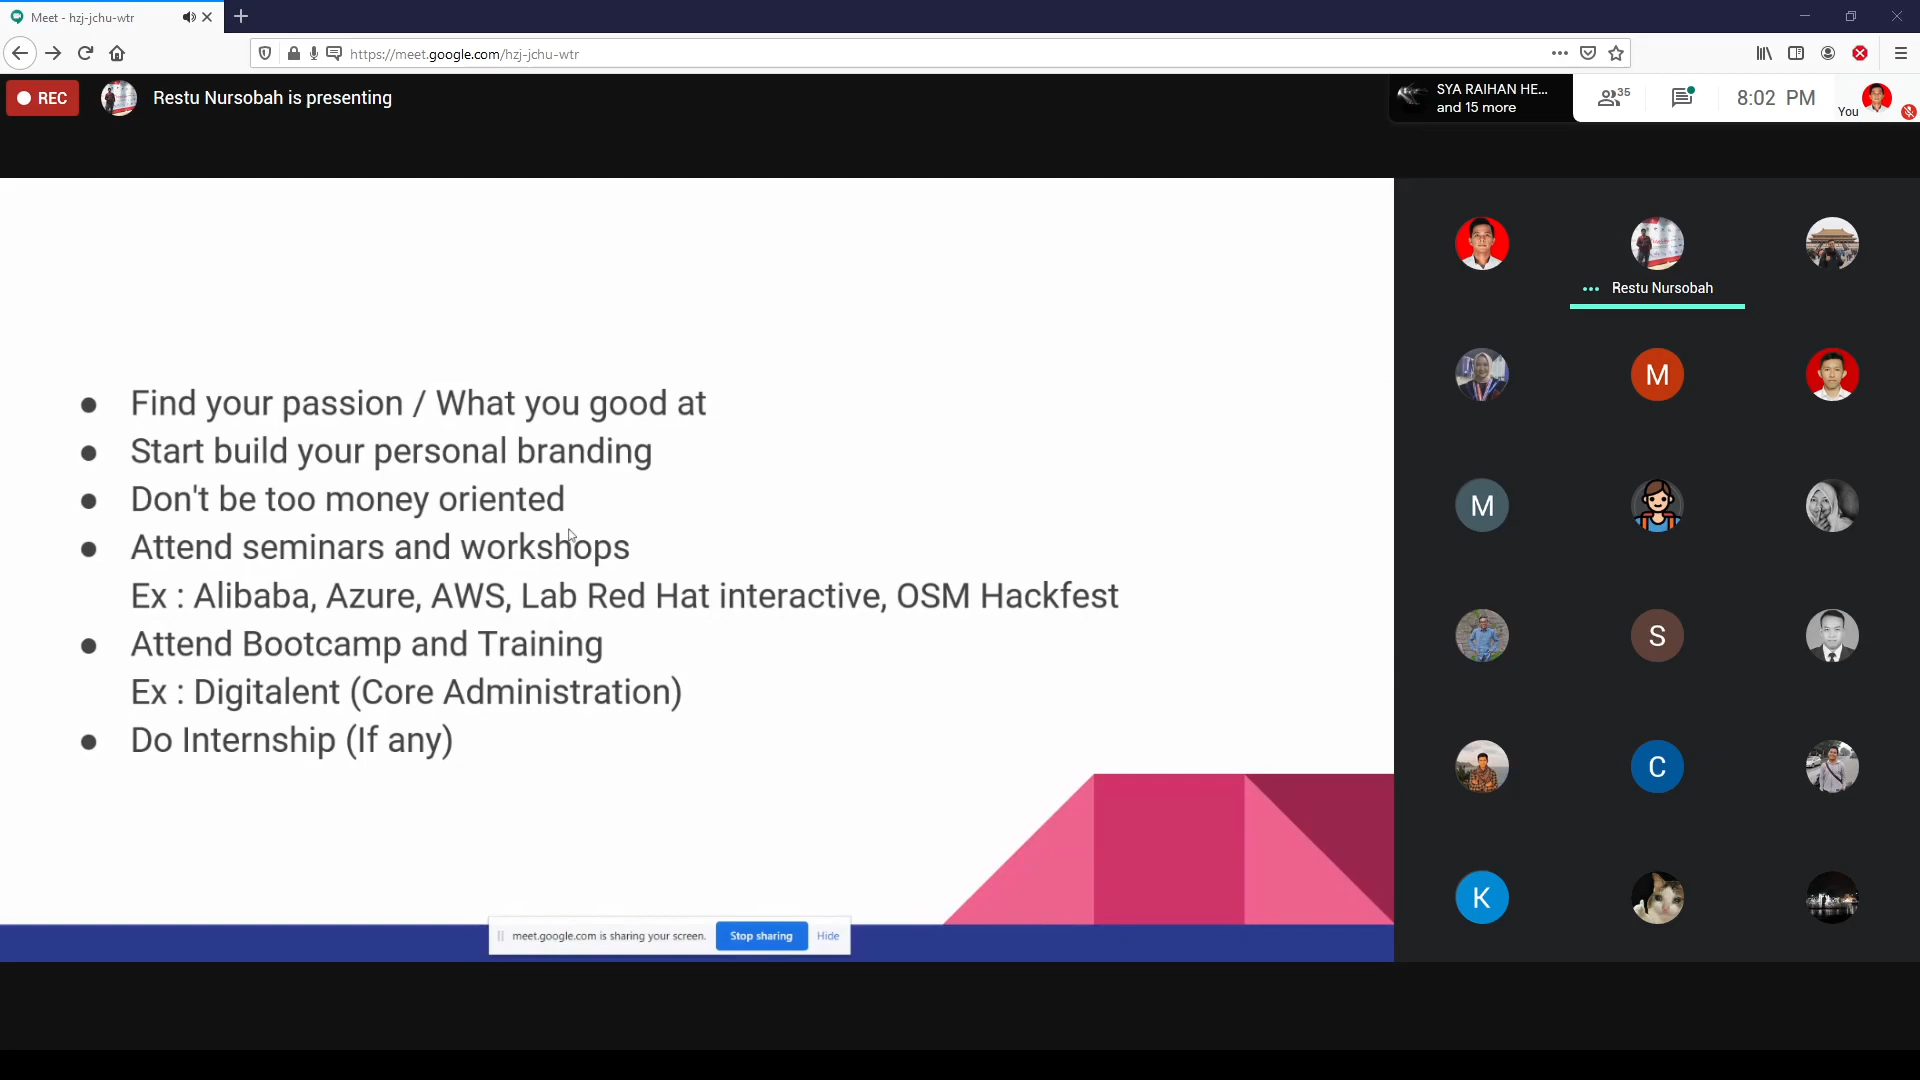 Meet - hzj-jchu-wtr
https://meet.google.com/hzj-jchu-wtr
REC
Restu Nursobah is presenting
SYA RAIHAN HE...
and 15 more
35
8:02 PM
You
Restu Nursobah
M
M
S
C
K
● Find your passion / What you good at
● Start build your personal branding
● Don't be too money oriented
● Attend seminars and workshops
Ex : Alibaba, Azure, AWS, Lab Red Hat interactive, OSM Hackfest
● Attend Bootcamp and Training
Ex : Digitalent (Core Administration)
● Do Internship (If any)
meet.google.com is sharing your screen. Stop sharing Hide